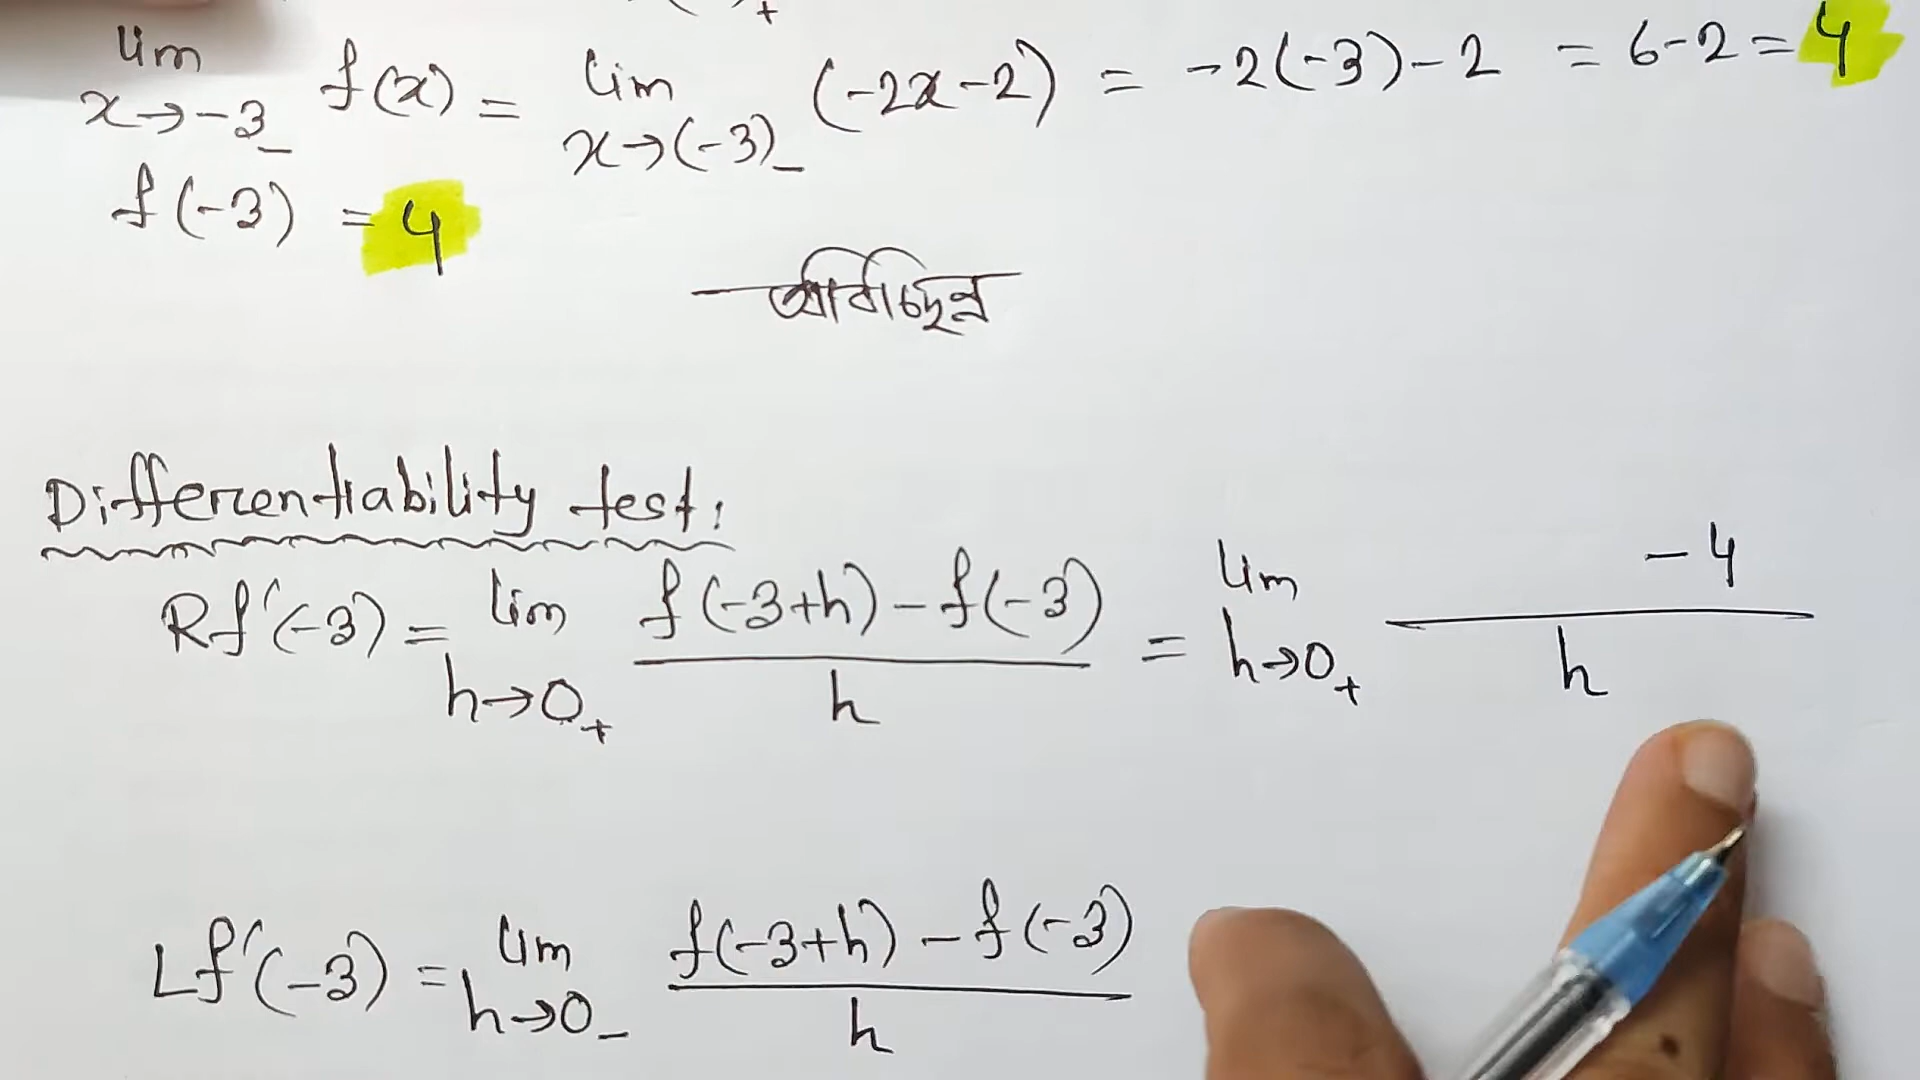 lim x→-3_ f(x) = lim x→(-3)_ (-2x-2) = -2(-3)-2 = 6-2 = 4
f(-3) = 4
অবিচ্ছিন্ন
Differentiability test:
Rf'(-3) = lim h→0+ f(-3+h) - f(-3) / h = lim h→0+ - 4 / h
Lf'(-3) = lim h→0_ f(-3+h) - f(-3) / h